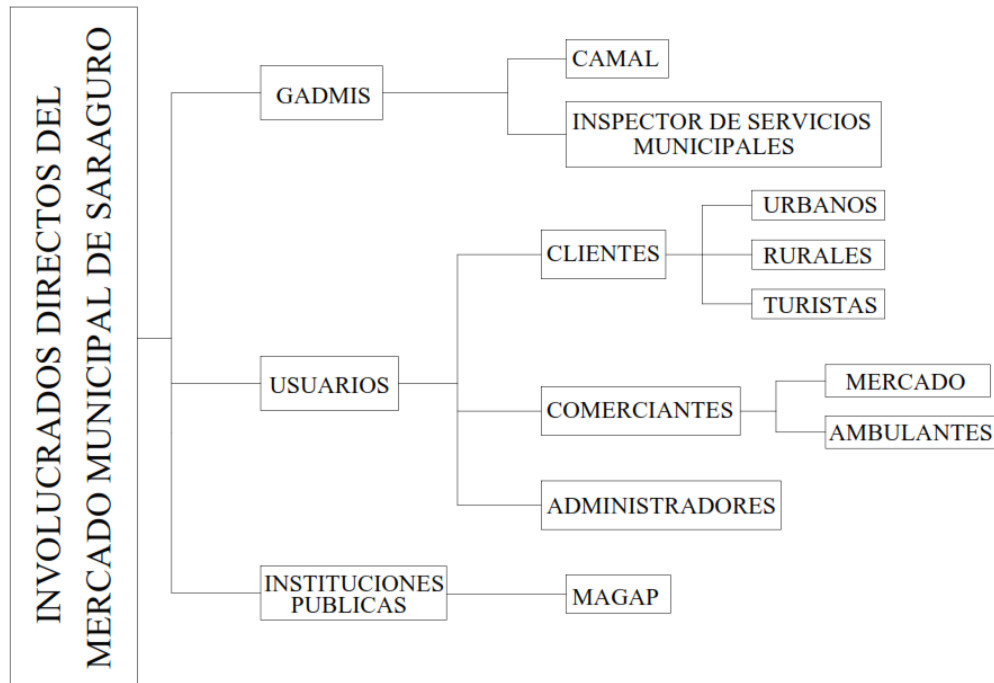 INVOLUCRADOS DIRECTOS DEL
MERCADO MUNICIPAL DE SARAGURO
GADMIS
CAMAL
INSPECTOR DE SERVICIOS
MUNICIPALES
USUARIOS
CLIENTES
URBANOS
RURALES
TURISTAS
COMERCIANTES
MERCADO
AMBULANTES
ADMINISTRADORES
INSTITUCIONES
PUBLICAS
MAGAP